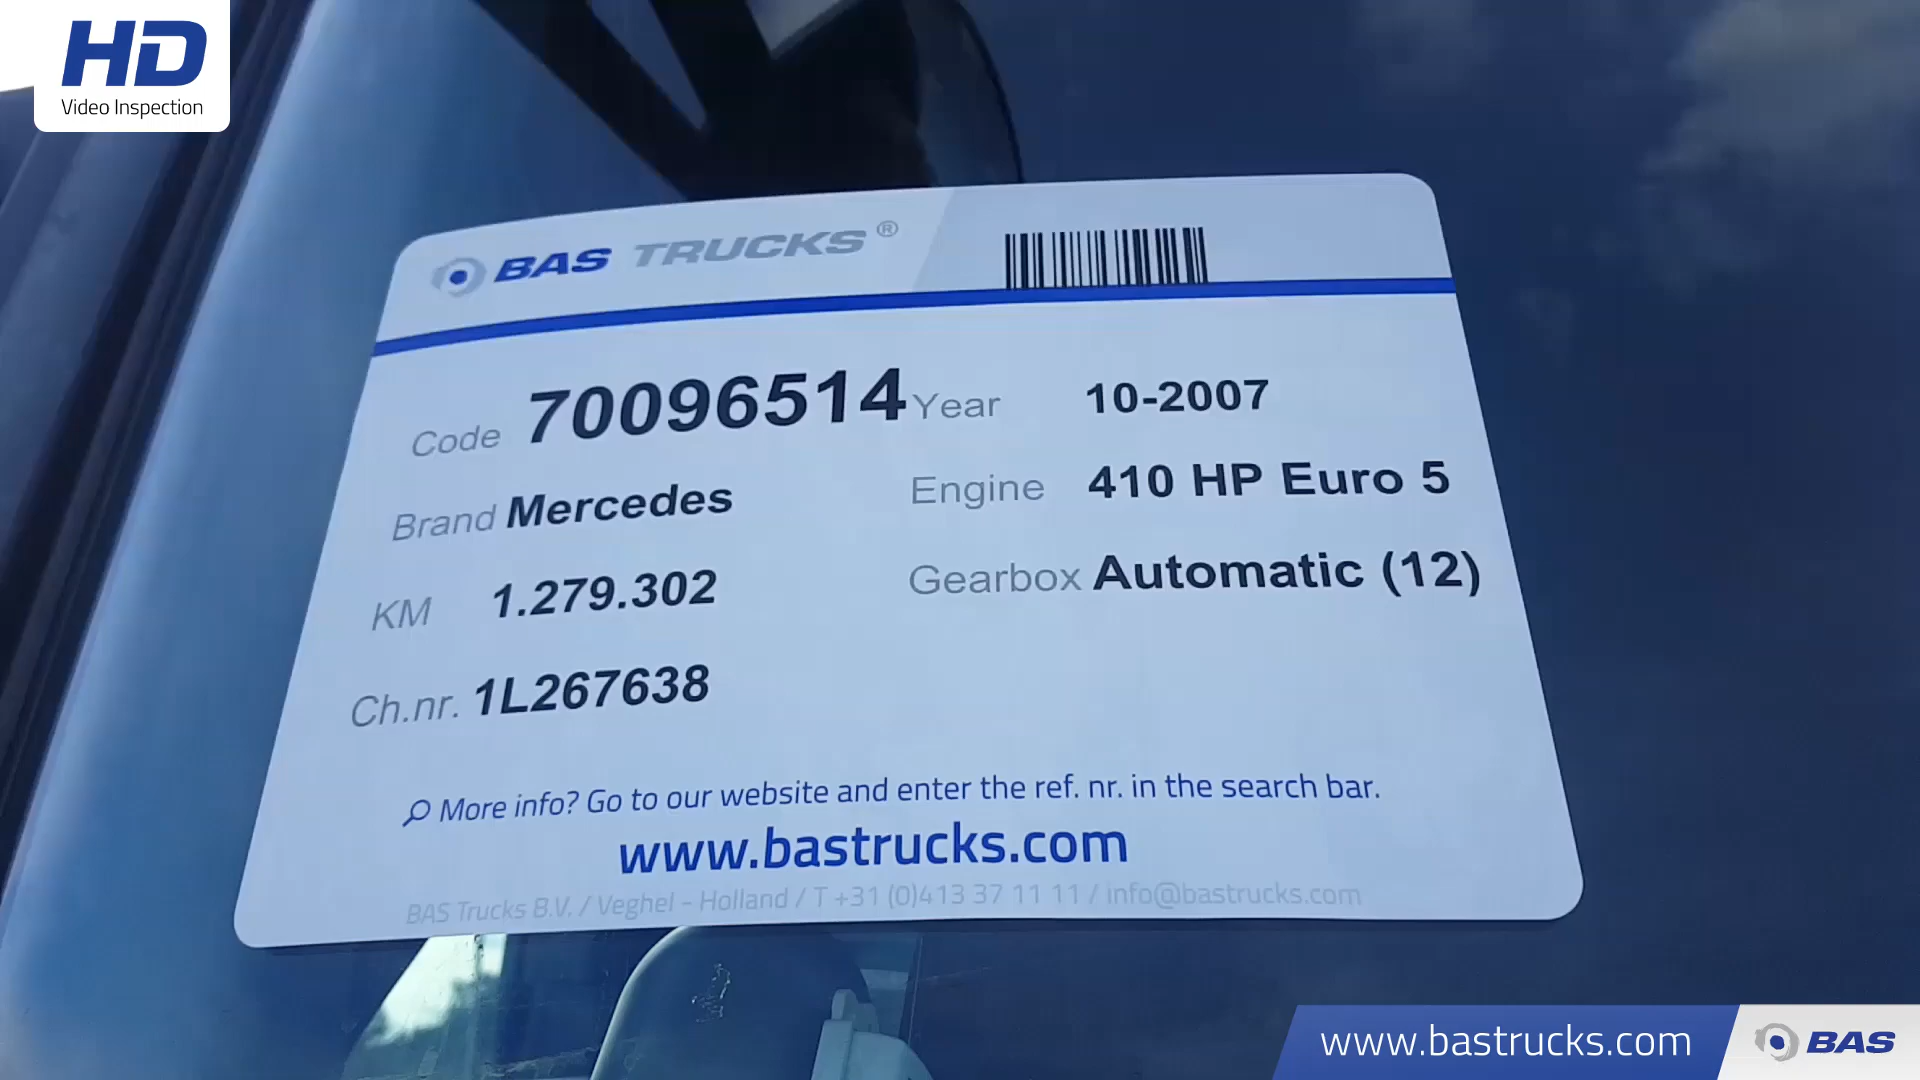 HD
Video Inspection
BAS TRUCKS®
Code 70096514 Year 10-2007
Brand Mercedes Engine 410 HP Euro 5
KM 1.279.302 Gearbox Automatic (12)
Ch.nr. 1L267638
More info? Go to our website and enter the ref. nr. in the search bar.
www.bastrucks.com
BAS Trucks B.V. / Veghel - Holland / T +31 (0)413 37 11 11 / info@bastrucks.com
www.bastrucks.com BAS